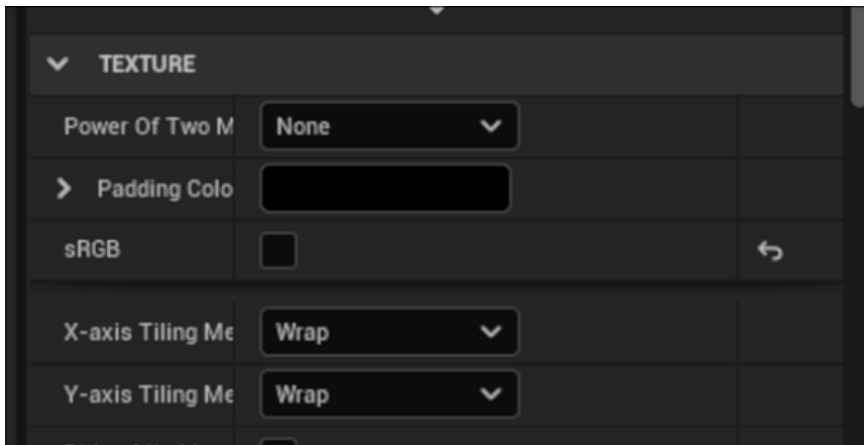 TEXTURE
Power Of Two M
None
Padding Colo
sRGB
X-axis Tiling Me
Wrap
Y-axis Tiling Me
Wrap